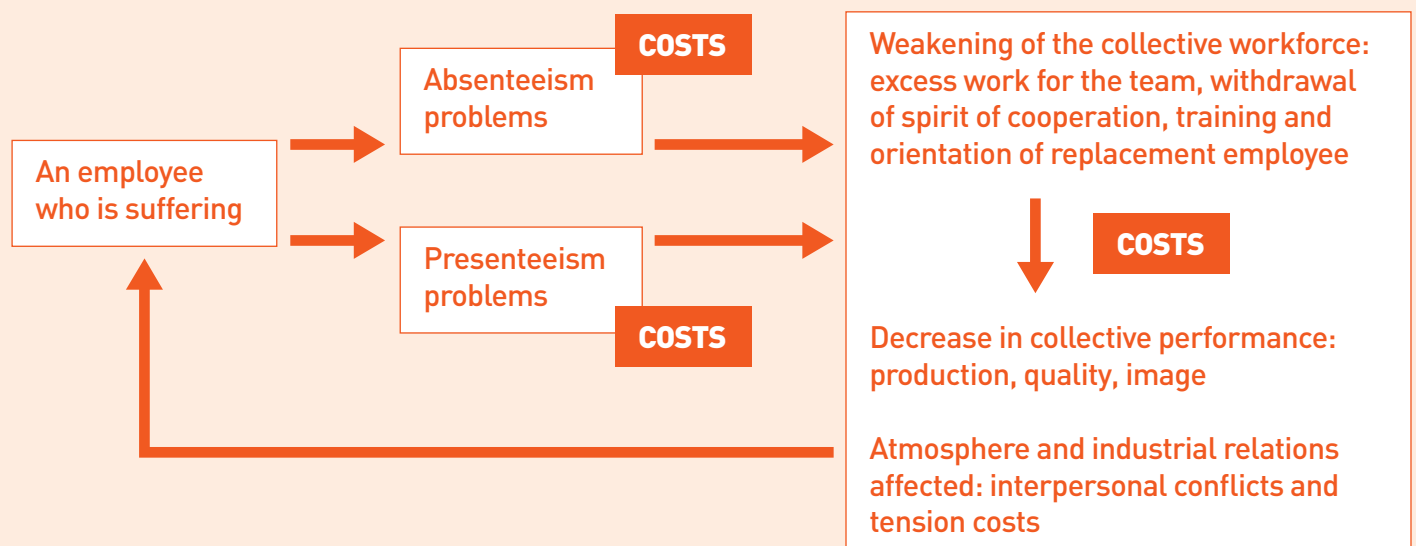 An employee
who is suffering
COSTS
Absenteeism
problems
Presenteeism
problems
COSTS
Weakening of the collective workforce:
excess work for the team, withdrawal
of spirit of cooperation, training and
orientation of replacement employee
COSTS
Decrease in collective performance:
production, quality, image
Atmosphere and industrial relations
affected: interpersonal conflicts and
tension costs